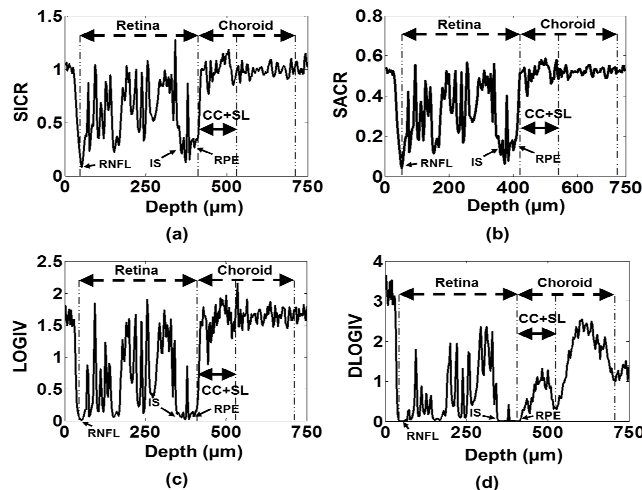 1.5
1
0.5
0
SICR
Retina
Choroid
CC+SL
RNFL
IS
RPE
0 250 500 750
Depth (µm)
(a)
0.8
0.6
0.4
0.2
0
SACR
Retina
Choroid
CC+SL
RNFL
IS
RPE
0 200 400 600 750
Depth (µm)
(b)
2.5
2
1.5
1
0.5
0
LOGIV
Retina
Choroid
CC+SL
IS
RPE
RNFL
0 250 500 750
Depth (µm)
(c)
4
3
2
1
0
DLOGIV
Retina
Choroid
CC+SL
IS
RPE
RNFL
0 250 500 750
Depth (µm)
(d)